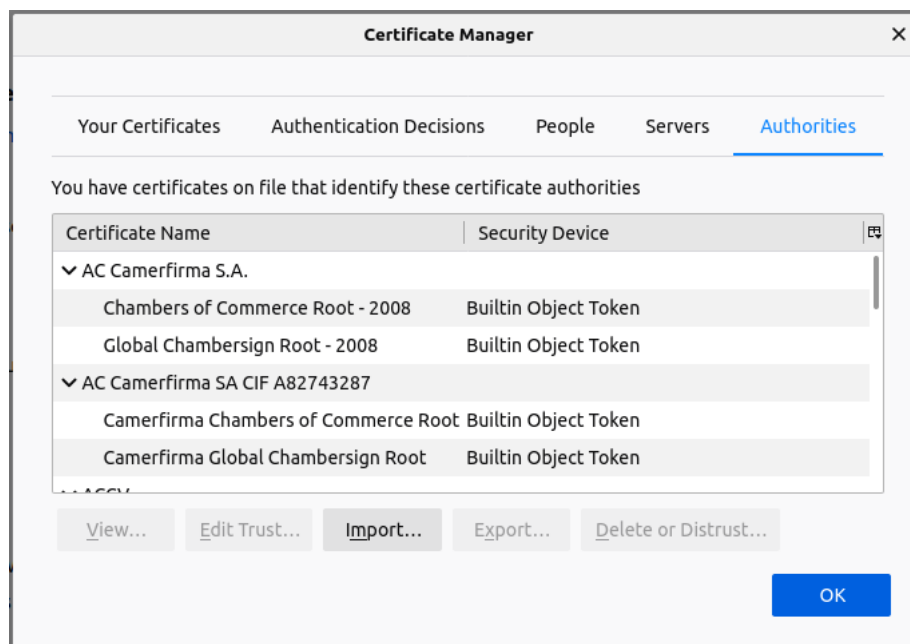 Certificate Manager
Your Certificates Authentication Decisions People Servers Authorities
You have certificates on file that identify these certificate authorities
Certificate Name Security Device
AC Camerfirma S.A.
Chambers of Commerce Root - 2008 Builtin Object Token
Global Chambersign Root - 2008 Builtin Object Token
AC Camerfirma SA CIF A82743287
Camerfirma Chambers of Commerce Root Builtin Object Token
Camerfirma Global Chambersign Root Builtin Object Token
View... Edit Trust... Import... Export... Delete or Distrust...
OK